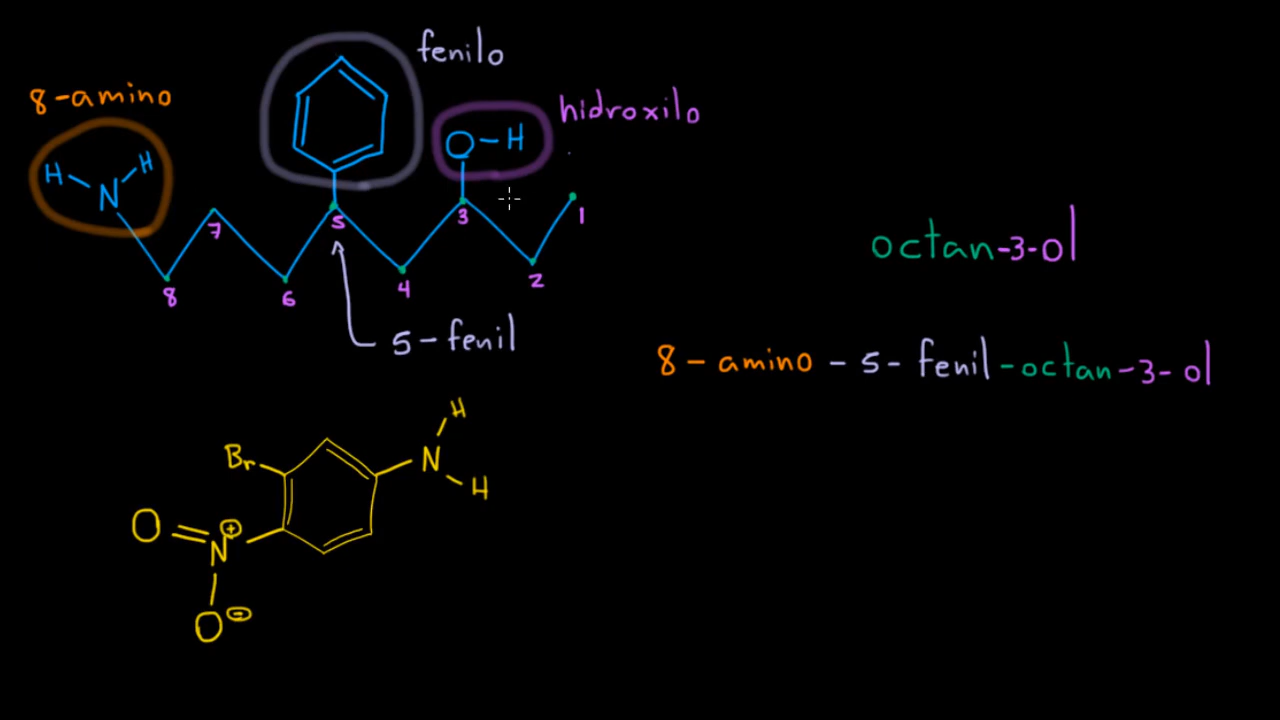 fenilo
8-amino
hidroxilo
H H
O-H
N
5 3 1
7
2
8 6 4
octan-3-ol
5-fenil
8-amino-5-fenil-octan-3-ol
H
Br N
H
O N+
O-